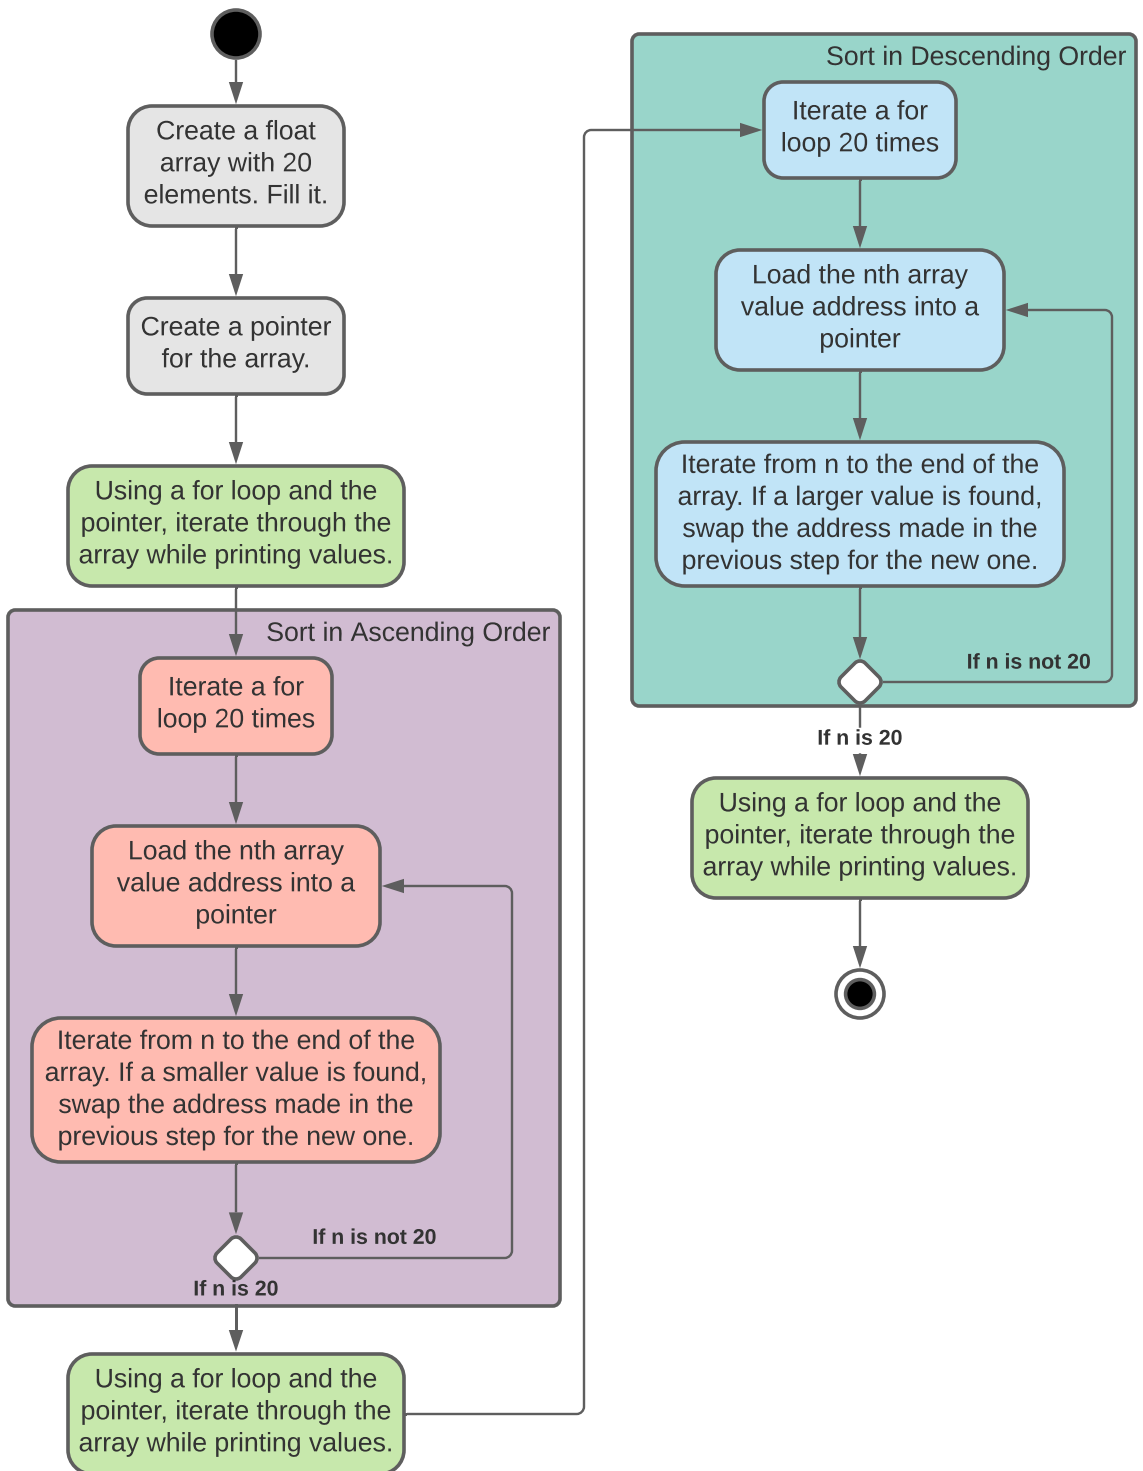 Create a float
array with 20
elements. Fill it.
Create a pointer
for the array.
Using a for loop and the
pointer, iterate through the
array while printing values.
Sort in Ascending Order
Iterate a for
loop 20 times
Load the nth array
value address into a
pointer
Iterate from n to the end of the
array. If a smaller value is found,
swap the address made in the
previous step for the new one.
If n is not 20
If n is 20
Using a for loop and the
pointer, iterate through the
array while printing values.
Sort in Descending Order
Iterate a for
loop 20 times
Load the nth array
value address into a
pointer
Iterate from n to the end of the
array. If a larger value is found,
swap the address made in the
previous step for the new one.
If n is not 20
If n is 20
Using a for loop and the
pointer, iterate through the
array while printing values.